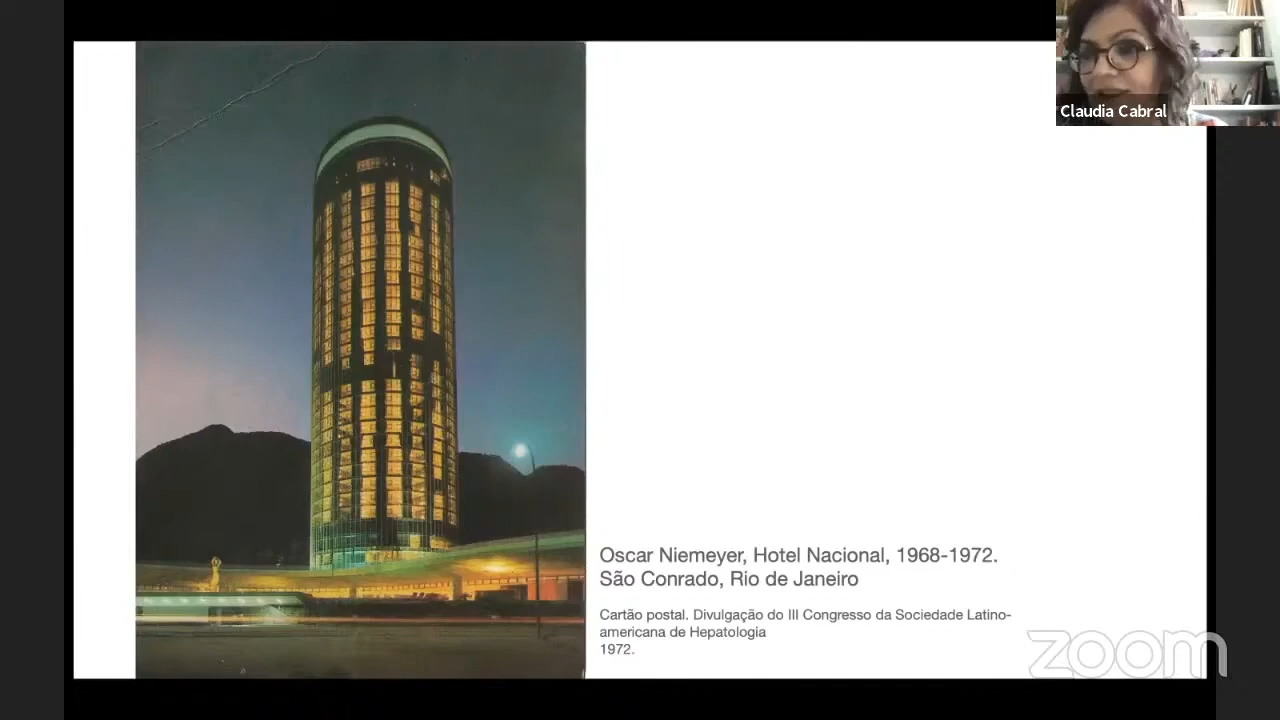 Claudia Cabral
Oscar Niemeyer, Hotel Nacional, 1968-1972.
São Conrado, Rio de Janeiro
Cartão postal. Divulgação do III Congresso da Sociedade Latino-
americana de Hepatologia
1972.
zoom